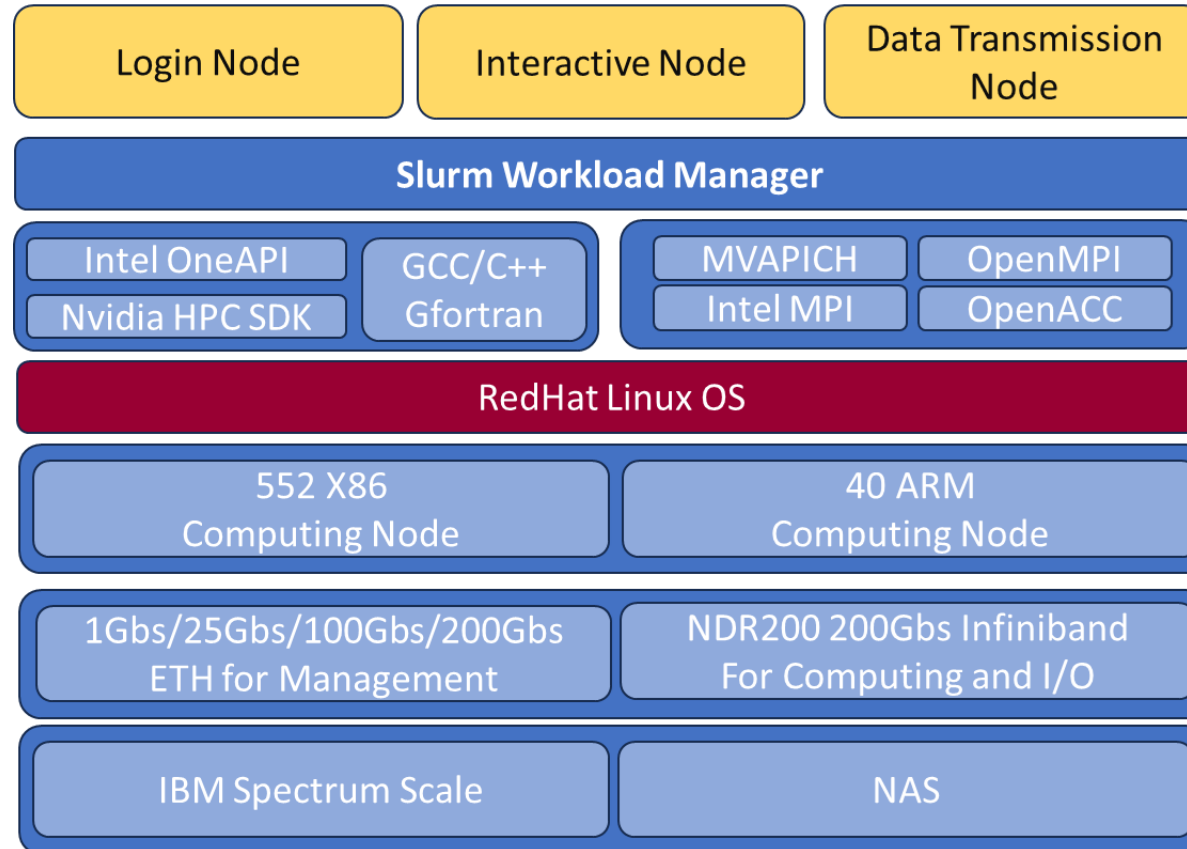 Login Node
Interactive Node
Data Transmission
Node
Slurm Workload Manager
Intel OneAPI
Nvidia HPC SDK
GCC/C++
Gfortran
MVAPICH
OpenMPI
Intel MPI
OpenACC
RedHat Linux OS
552 X86
Computing Node
40 ARM
Computing Node
1Gbs/25Gbs/100Gbs/200Gbs
ETH for Management
NDR200 200Gbs Infiniband
For Computing and I/O
IBM Spectrum Scale
NAS